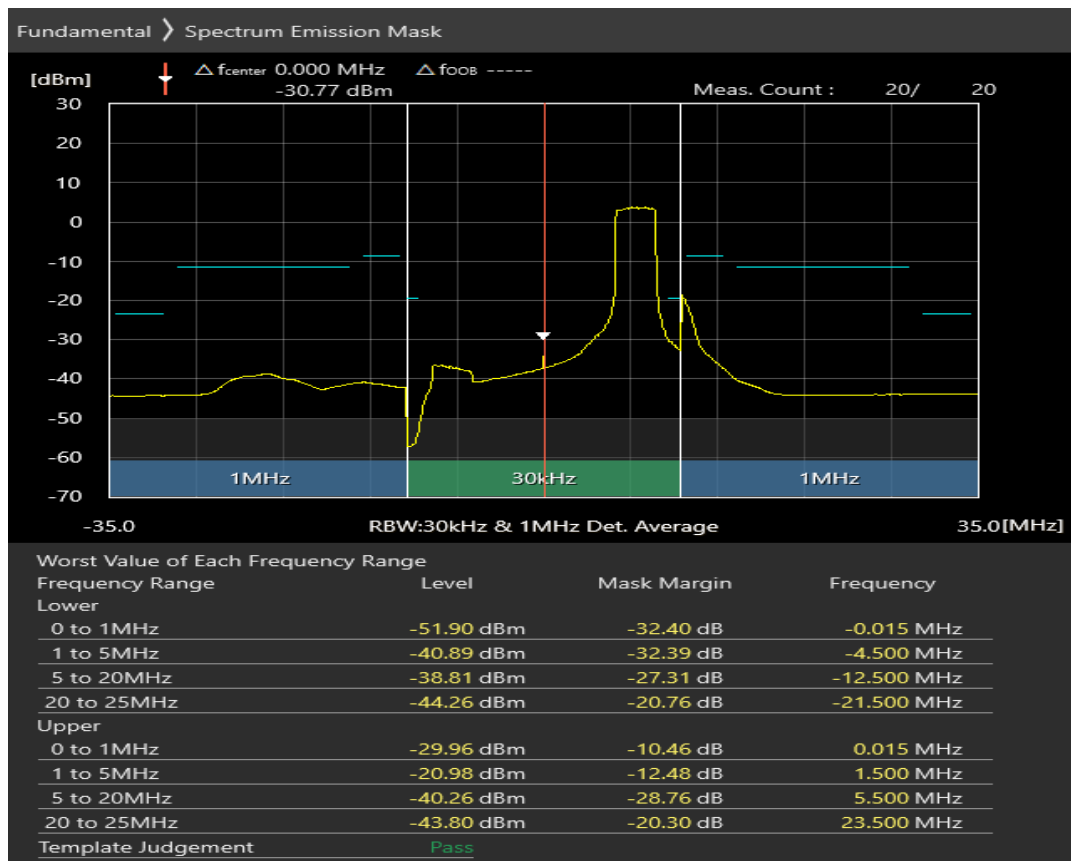 Fundamental ❯ Spectrum Emission Mask
[dBm] △ fcenter 0.000 MHz △ fOOB -----
-30.77 dBm Meas. Count : 20/ 20
30
20
10
0
-10
-20
-30
-40
-50
-60
1MHz 30kHz 1MHz
-70
-35.0 RBW:30kHz & 1MHz Det. Average 35.0[MHz]
Worst Value of Each Frequency Range
Frequency Range Level Mask Margin Frequency
Lower
0 to 1MHz -51.90 dBm -32.40 dB -0.015 MHz
1 to 5MHz -40.89 dBm -32.39 dB -4.500 MHz
5 to 20MHz -38.81 dBm -27.31 dB -12.500 MHz
20 to 25MHz -44.26 dBm -20.76 dB -21.500 MHz
Upper
0 to 1MHz -29.96 dBm -10.46 dB 0.015 MHz
1 to 5MHz -20.98 dBm -12.48 dB 1.500 MHz
5 to 20MHz -40.26 dBm -28.76 dB 5.500 MHz
20 to 25MHz -43.80 dBm -20.30 dB 23.500 MHz
Template Judgement Pass